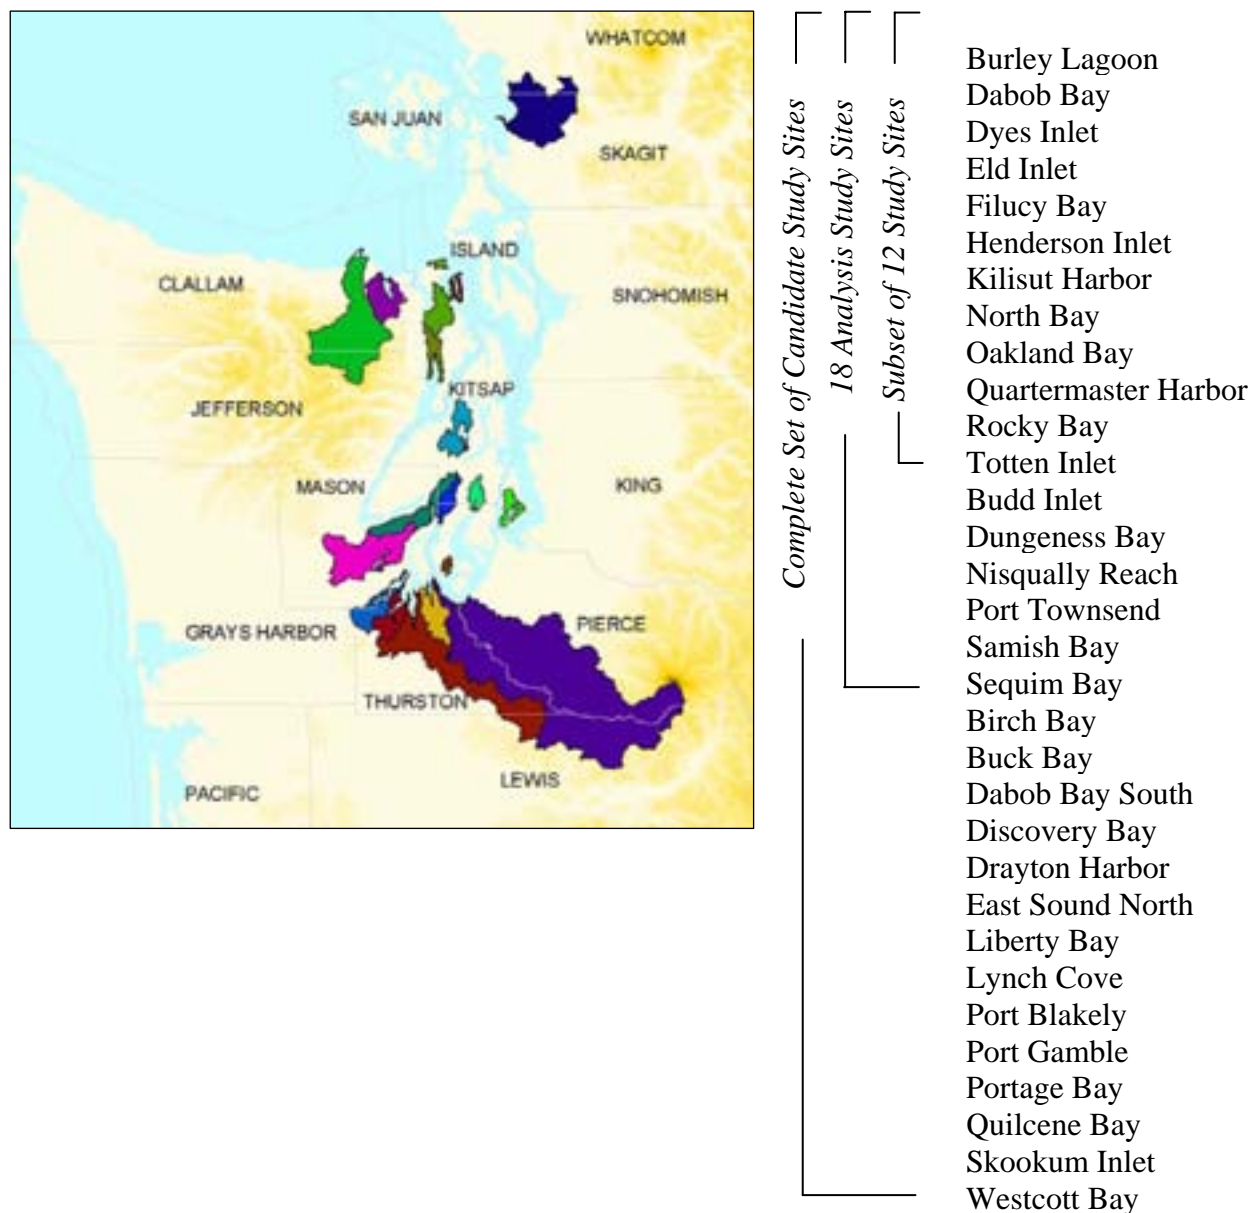 WHATCOM
SAN JUAN
SKAGIT
ISLAND
CLALLAM
SNOHOMISH
KITSAP
JEFFERSON
MASON
KING
GRAYS HARBOR
PIERCE
THURSTON
LEWIS
PACIFIC
Complete Set of Candidate Study Sites
18 Analysis Study Sites
Subset of 12 Study Sites
Burley Lagoon
Dabob Bay
Dyes Inlet
Eld Inlet
Filucy Bay
Henderson Inlet
Kilisut Harbor
North Bay
Oakland Bay
Quartermaster Harbor
Rocky Bay
Totten Inlet
Budd Inlet
Dungeness Bay
Nisqually Reach
Port Townsend
Samish Bay
Sequim Bay
Birch Bay
Buck Bay
Dabob Bay South
Discovery Bay
Drayton Harbor
East Sound North
Liberty Bay
Lynch Cove
Port Blakely
Port Gamble
Portage Bay
Quilcene Bay
Skookum Inlet
Westcott Bay